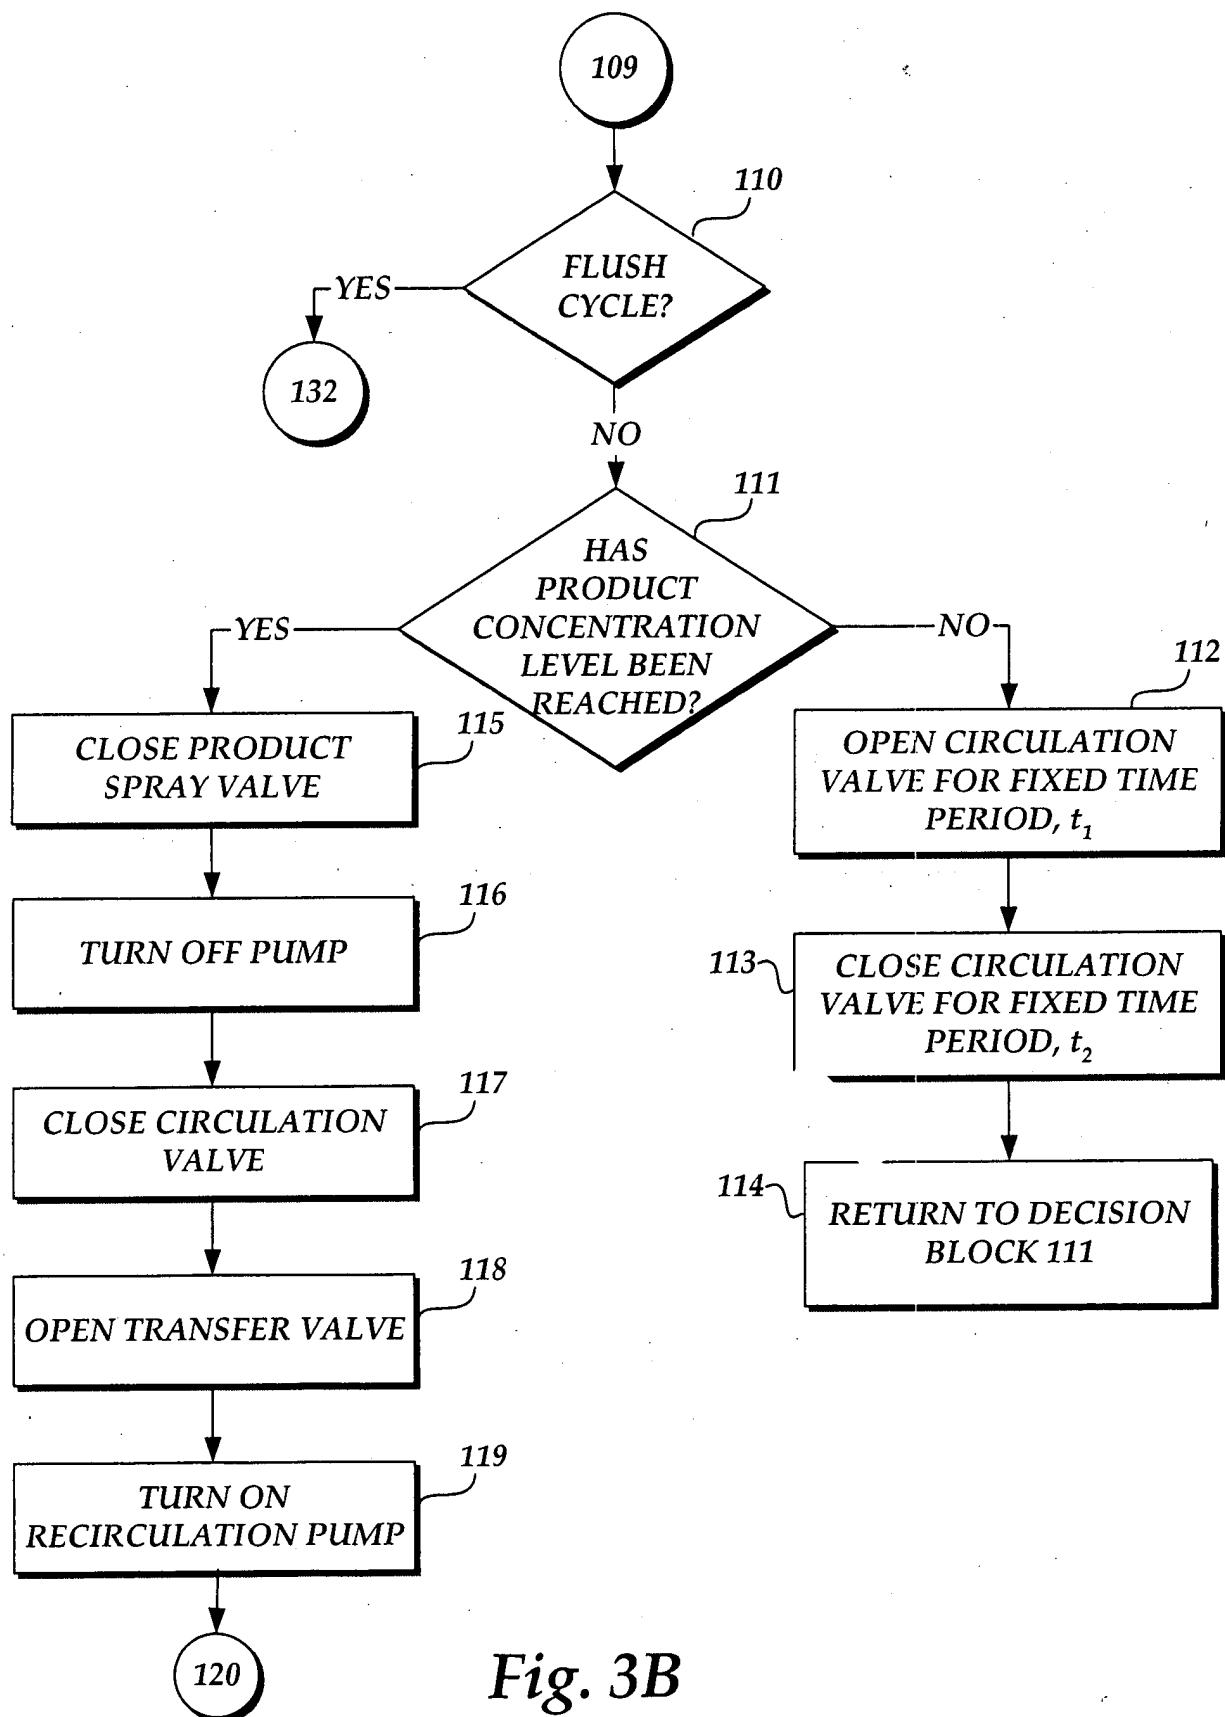 109
110
FLUSH
CYCLE?
YES
132
NO
111
HAS
PRODUCT
CONCENTRATION
LEVEL BEEN
REACHED?
YES
NO
115
CLOSE PRODUCT
SPRAY VALVE
116
TURN OFF PUMP
117
CLOSE CIRCULATION
VALVE
118
OPEN TRANSFER VALVE
119
TURN ON
RECIRCULATION PUMP
120
112
OPEN CIRCULATION
VALVE FOR FIXED TIME
PERIOD, t₁
113
CLOSE CIRCULATION
VALVE FOR FIXED TIME
PERIOD, t₂
114
RETURN TO DECISION
BLOCK 111
Fig. 3B